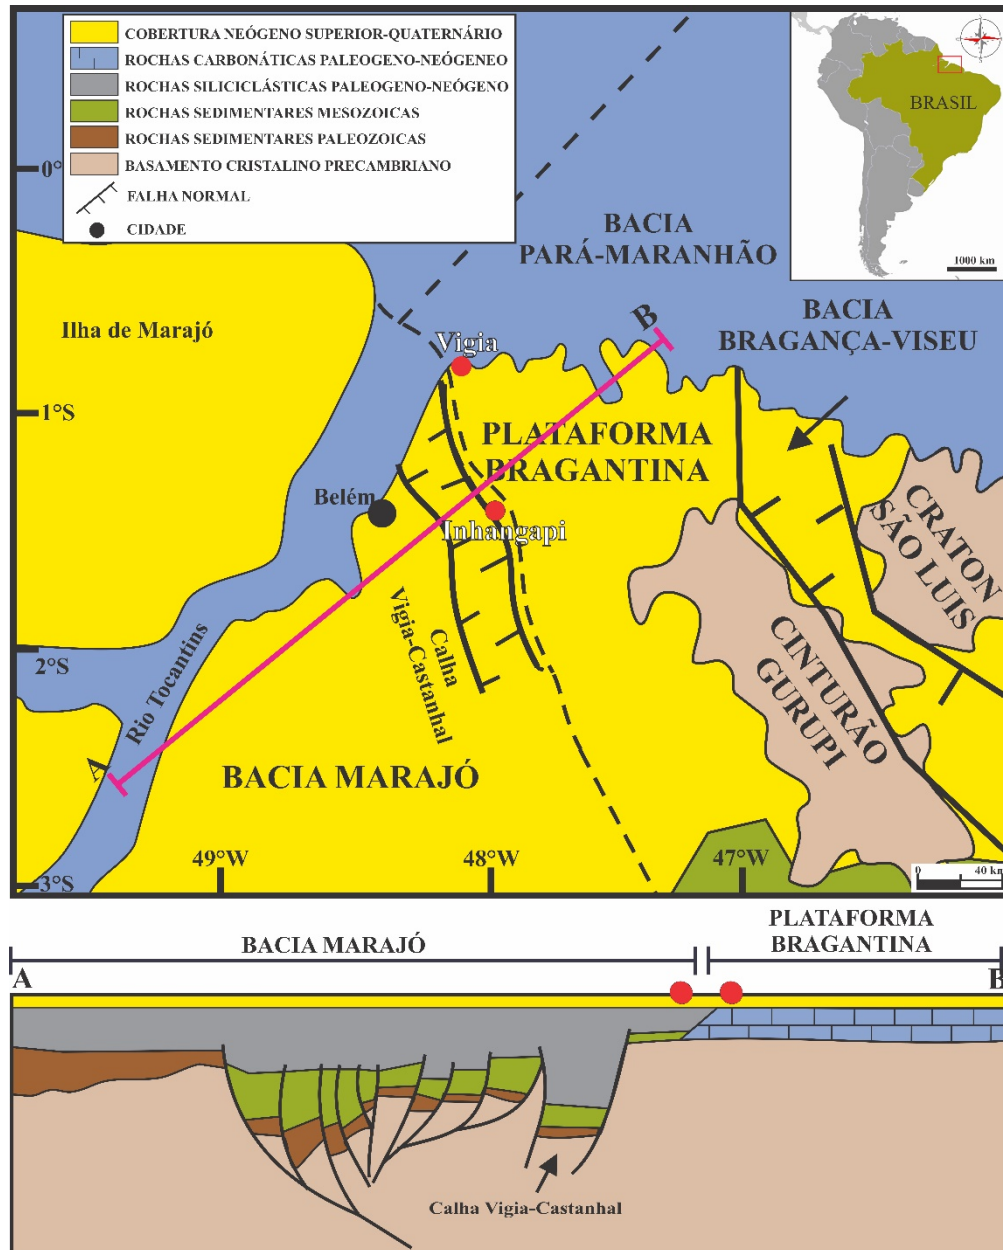 COBERTURA NEÓGENO SUPERIOR-QUATERNÁRIO
ROCHAS CARBONÁTICAS PALEOGENO-NEÓGENEO
ROCHAS SILICICLÁSTICAS PALEOGENO-NEÓGENO
ROCHAS SEDIMENTARES MESOZOICAS
ROCHAS SEDIMENTARES PALEOZOICAS
BASAMENTO CRISTALINO PRECAMBRIANO
FALHA NORMAL
CIDADE
BRASIL
1000 km
0°
BACIA
PARÁ-MARANHÃO
Ilha de Marajó
BACIA
BRAGANÇA-VISEU
B
Vigia
1°S
PLATAFORMA
BRAGANTINA
Belém
Inhangapi
CRATON
SÃO LUIS
Calha
Vigia-Castanhal
2°S
Rio Tocantins
CINTURÃO
GURUPI
A
BACIA MARAJÓ
49°W
48°W
47°W
3°S
0
40 km
BACIA MARAJÓ
PLATAFORMA
BRAGANTINA
A
B
Calha Vigia-Castanhal